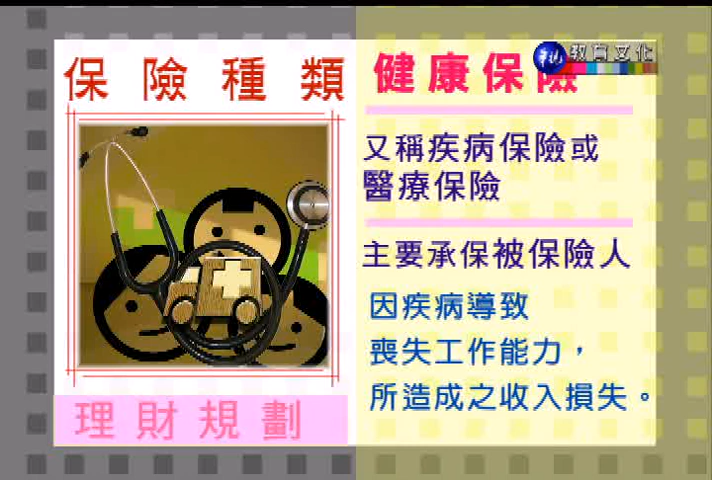 保險種類
健康保險
華視 教育文化
又稱疾病保險或
醫療保險
主要承保被保險人
因疾病導致
喪失工作能力，
所造成之收入損失。
理財規劃